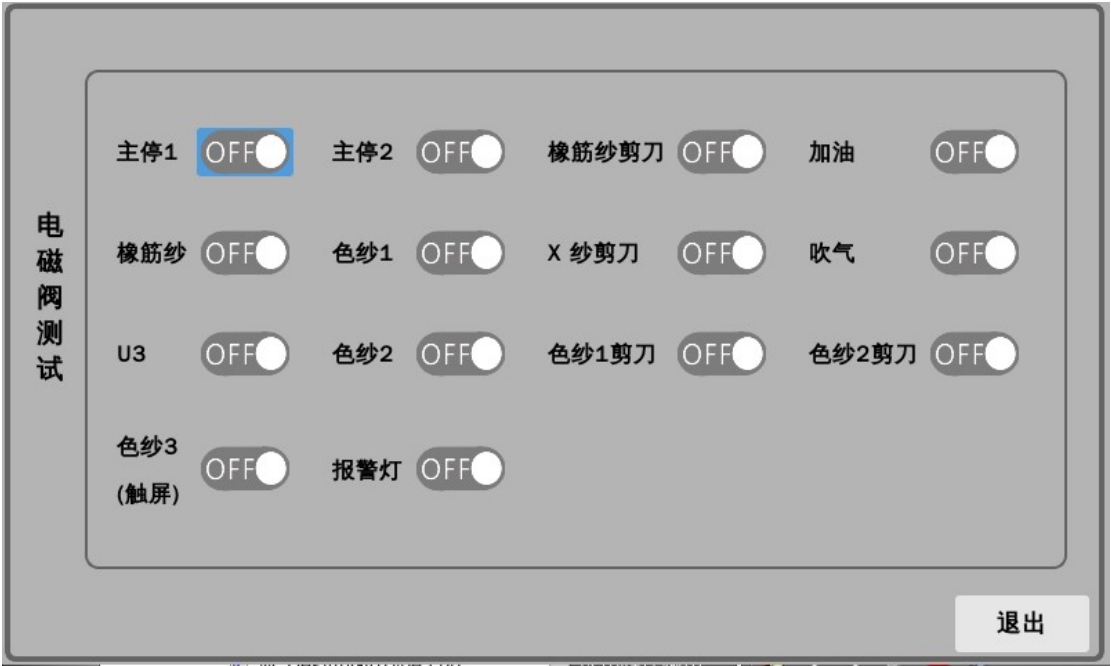 电磁阀测试
主停1 OFF 主停2 OFF 橡筋纱剪刀 OFF 加油 OFF
橡筋纱 OFF 色纱1 OFF X 纱剪刀 OFF 吹气 OFF
U3 OFF 色纱2 OFF 色纱1剪刀 OFF 色纱2剪刀 OFF
色纱3
(触屏) OFF 报警灯 OFF
退出